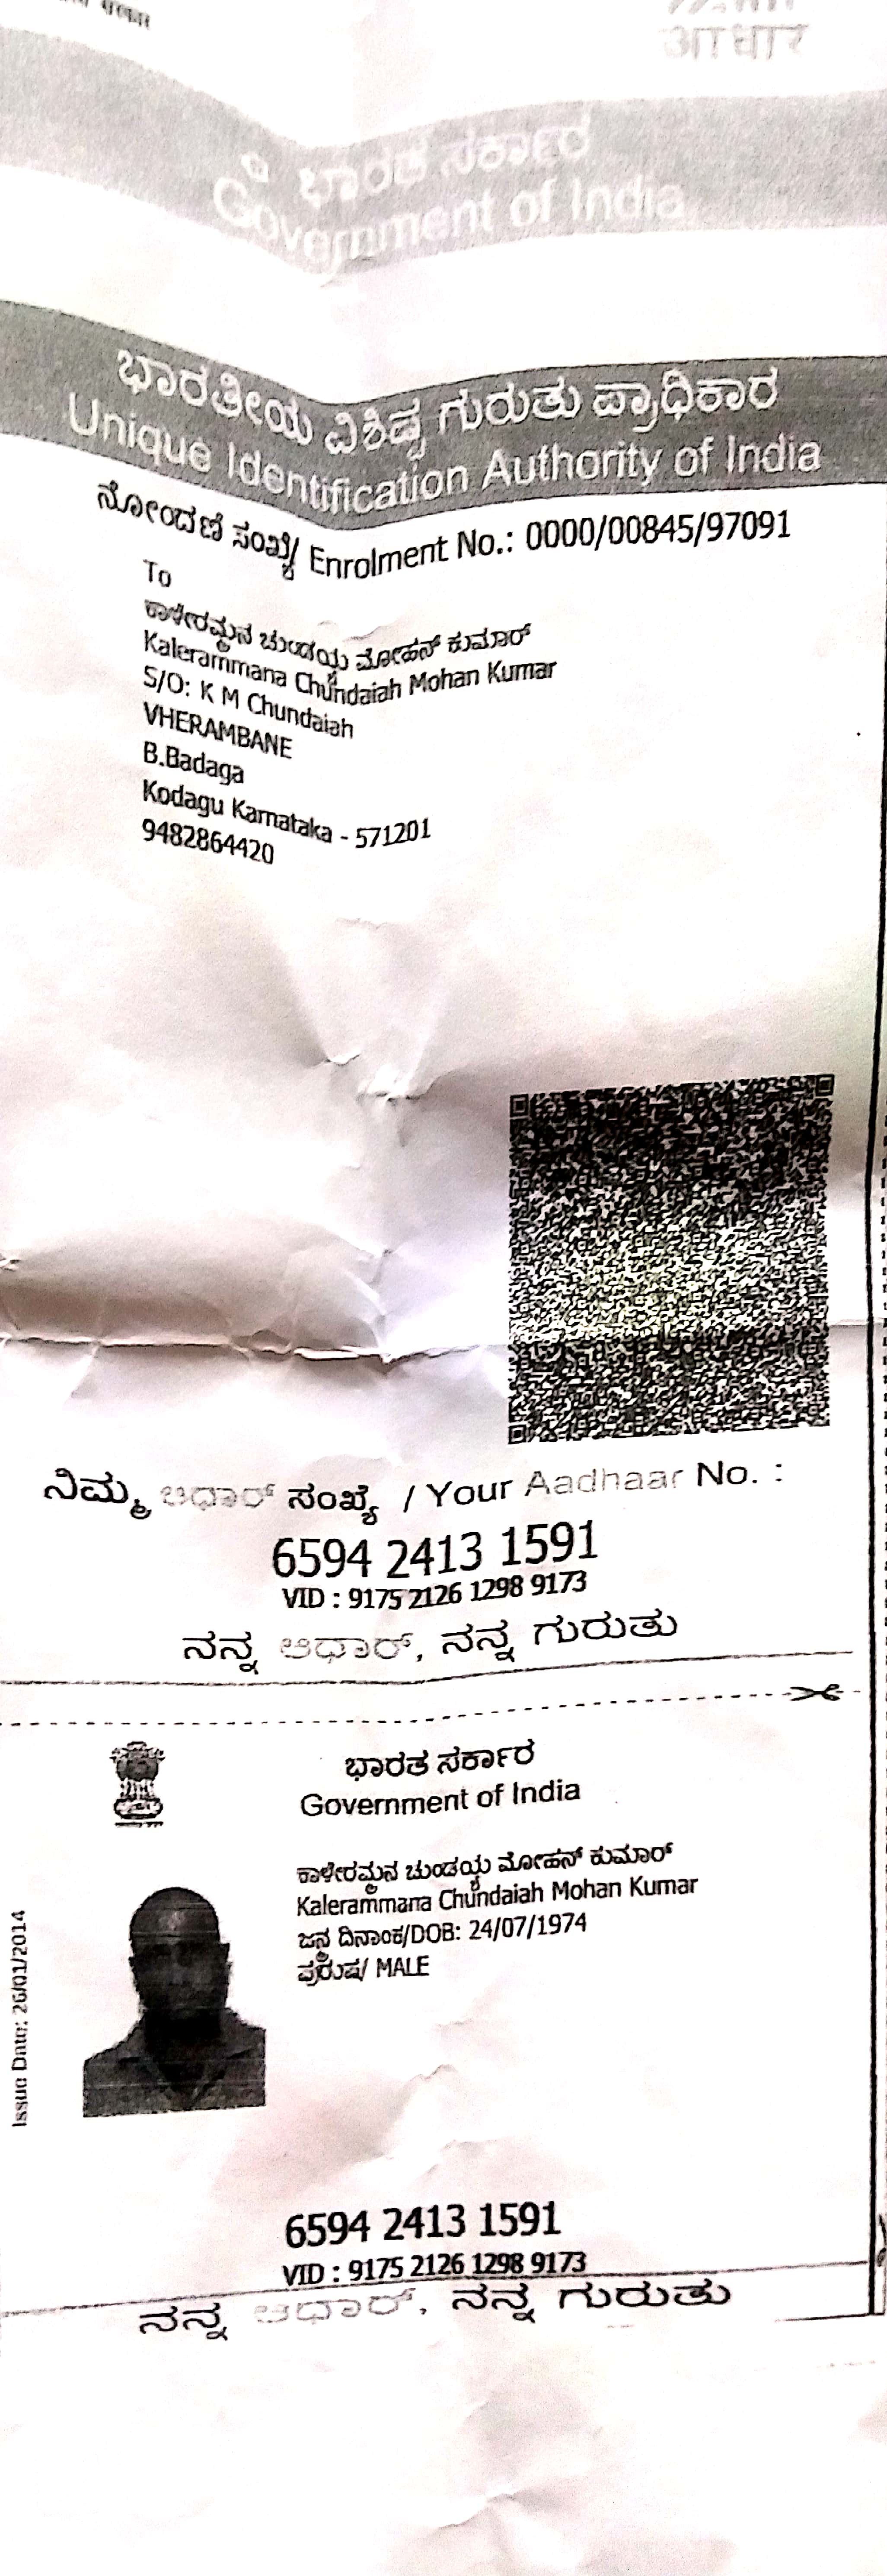 सरकार
आधार
ಭಾರತ ಸರ್ಕಾರ
Government of India
ಭಾರತೀಯ ವಿಶಿಷ್ಟ ಗುರುತು ಪ್ರಾಧಿಕಾರ
Unique Identification Authority of India
ನೋಂದಣಿ ಸಂಖ್ಯೆ/ Enrolment No.: 0000/00845/97091
To
ಕಾಳೇರಮ್ಮನ ಚುಂಡಯ್ಯ ಮೋಹನ್ ಕುಮಾರ್
Kalerammana Chundaiah Mohan Kumar
S/O: K M Chundaiah
VHERAMBANE
B.Badaga
Kodagu Karnataka - 571201
9482864420
ನಿಮ್ಮ ಆಧಾರ್ ಸಂಖ್ಯೆ / Your Aadhaar No. :
6594 2413 1591
VID : 9175 2126 1298 9173
ನನ್ನ ಆಧಾರ್, ನನ್ನ ಗುರುತು
ಭಾರತ ಸರ್ಕಾರ
Government of India
ಕಾಳೇರಮ್ಮನ ಚುಂಡಯ್ಯ ಮೋಹನ್ ಕುಮಾರ್
Kalerammana Chundaiah Mohan Kumar
ಜನ್ಮ ದಿನಾಂಕ/DOB: 24/07/1974
ಪುರುಷ/ MALE
Issue Date: 26/01/2014
6594 2413 1591
VID : 9175 2126 1298 9173
ನನ್ನ ಆಧಾರ್, ನನ್ನ ಗುರುತು